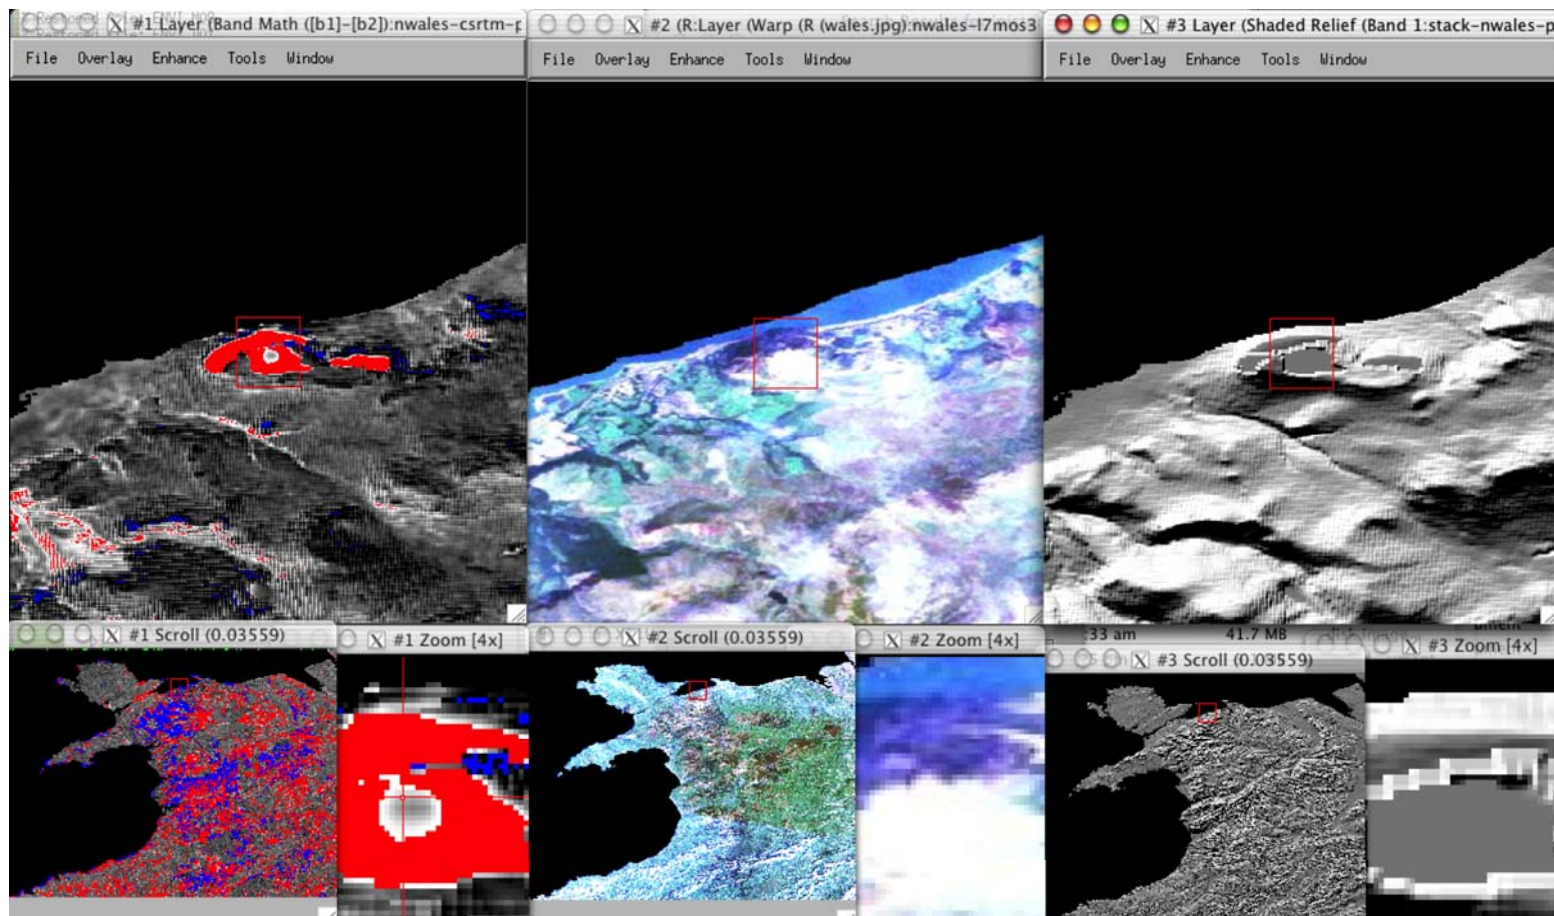 #1 Layer (Band Math ([b1]-[b2]):nwales-csrtm-p
#2 (R:Layer (Warp (R (wales.jpg):nwales-l7mos3
#3 Layer (Shaded Relief (Band 1:stack-nwales-p
File Overlay Enhance Tools Window
File Overlay Enhance Tools Window
File Overlay Enhance Tools Window
#1 Scroll (0.03559)
#1 Zoom [4x]
#2 Scroll (0.03559)
#2 Zoom [4x]
:33 am 41.7 MB
#3 Scroll (0.03559)
#3 Zoom [4x]